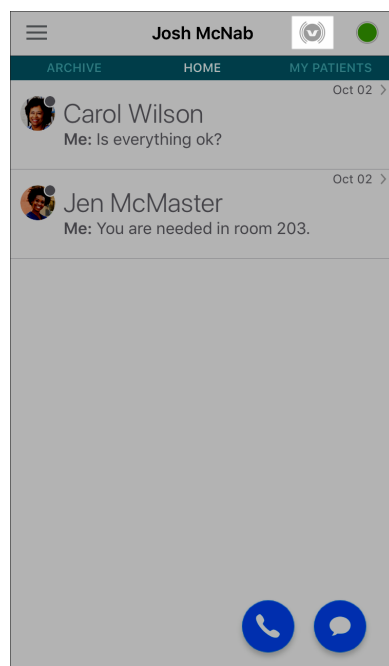 Josh McNab
ARCHIVE HOME MY PATIENTS
Oct 02
Carol Wilson
Me: Is everything ok?
Oct 02
Jen McMaster
Me: You are needed in room 203.